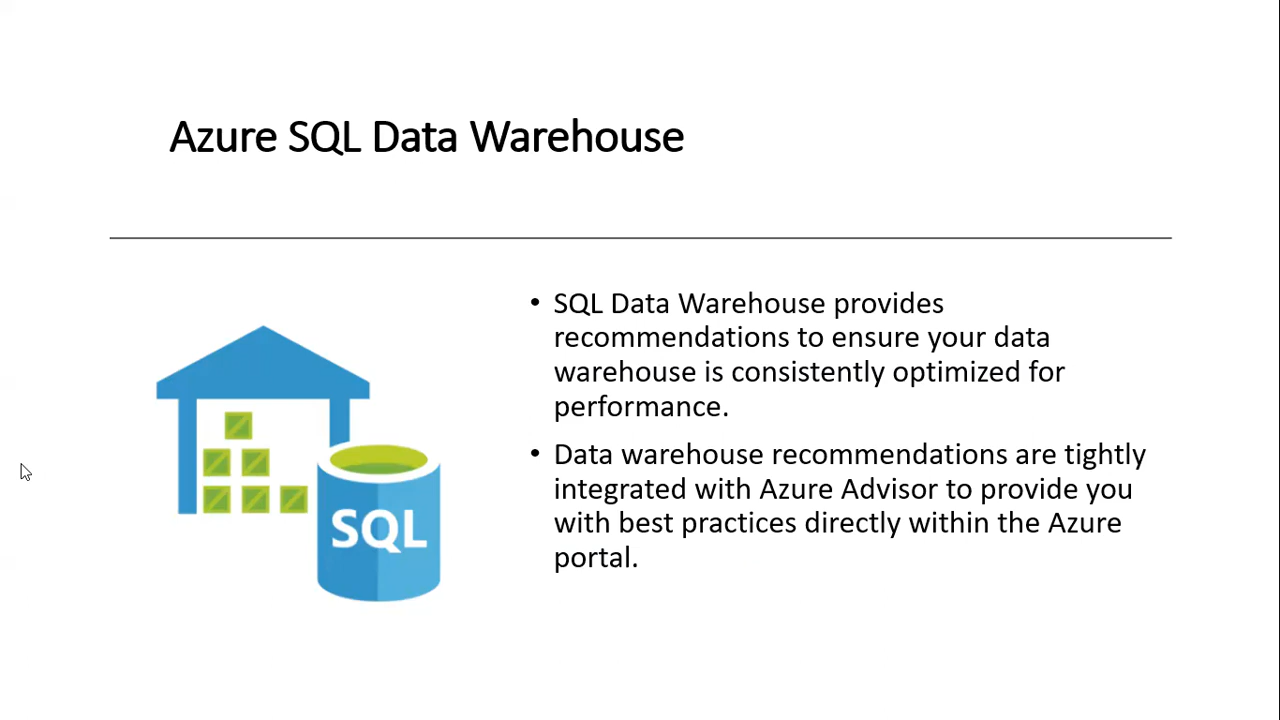 Azure SQL Data Warehouse
• SQL Data Warehouse provides
recommendations to ensure your data
warehouse is consistently optimized for
performance.
• Data warehouse recommendations are tightly
integrated with Azure Advisor to provide you
with best practices directly within the Azure
portal.
SQL